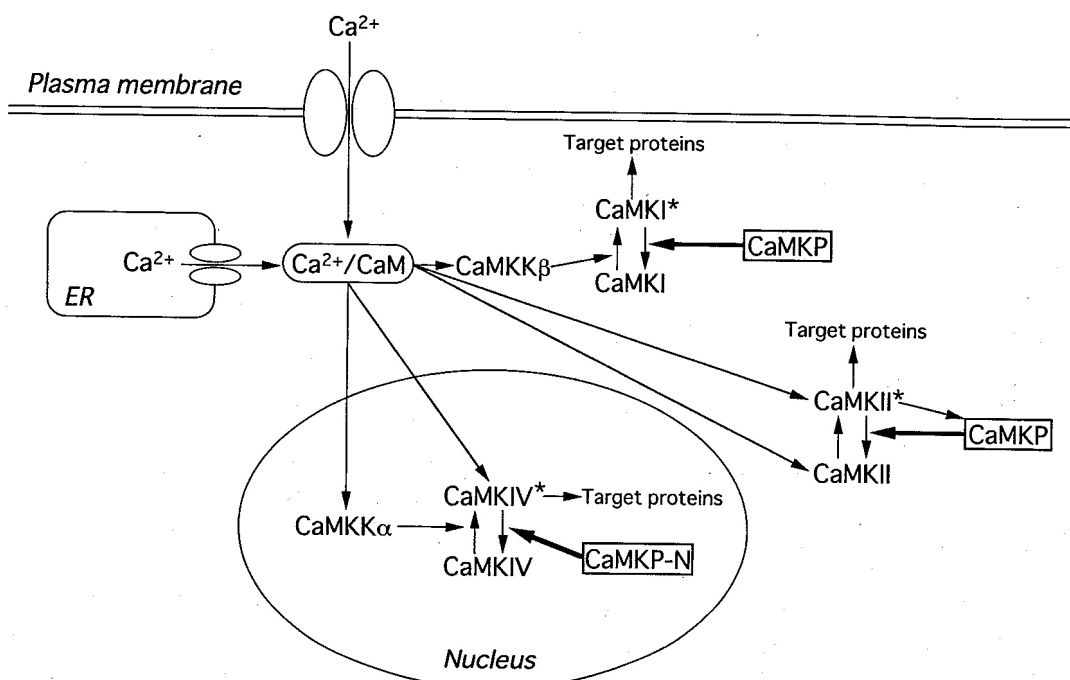 Ca²⁺
Plasma membrane
Target proteins
CaMKI*
CaMKP
Ca²⁺
Ca²⁺/CaM
CaMKKβ
CaMKI
ER
Target proteins
CaMKII*
CaMKP
CaMKII
CaMKIV*
Target proteins
CaMKKα
CaMKIV
CaMKP-N
Nucleus